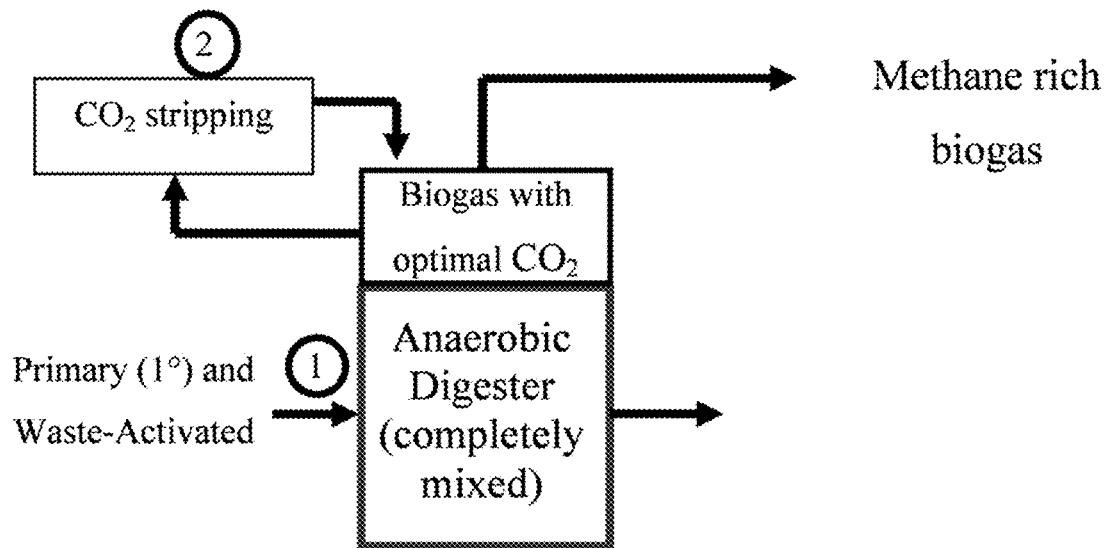 2
CO₂ stripping
Methane rich
biogas
Biogas with
optimal CO₂
Primary (1°) and
Waste-Activated
1
Anaerobic
Digester
(completely
mixed)